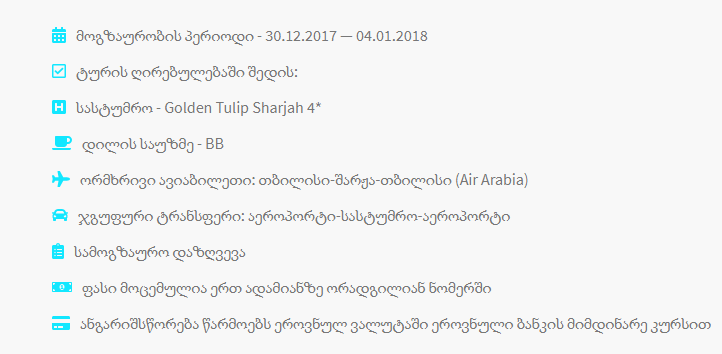 მოგზაურობის პერიოდი - 30.12.2017 — 04.01.2018
ტურის ღირებულებაში შედის:
სასტუმრო - Golden Tulip Sharjah 4*
დილის საუზმე - BB
ორმხრივი ავიაბილეთი: თბილისი-შარჟა-თბილისი (Air Arabia)
ჯგუფური ტრანსფერი: აეროპორტი-სასტუმრო-აეროპორტი
სამოგზაურო დაზღვევა
ფასი მოცემულია ერთ ადამიანზე ორადგილიან ნომერში
ანგარიშსწორება წარმოებს ეროვნულ ვალუტაში ეროვნული ბანკის მიმდინარე კურსით